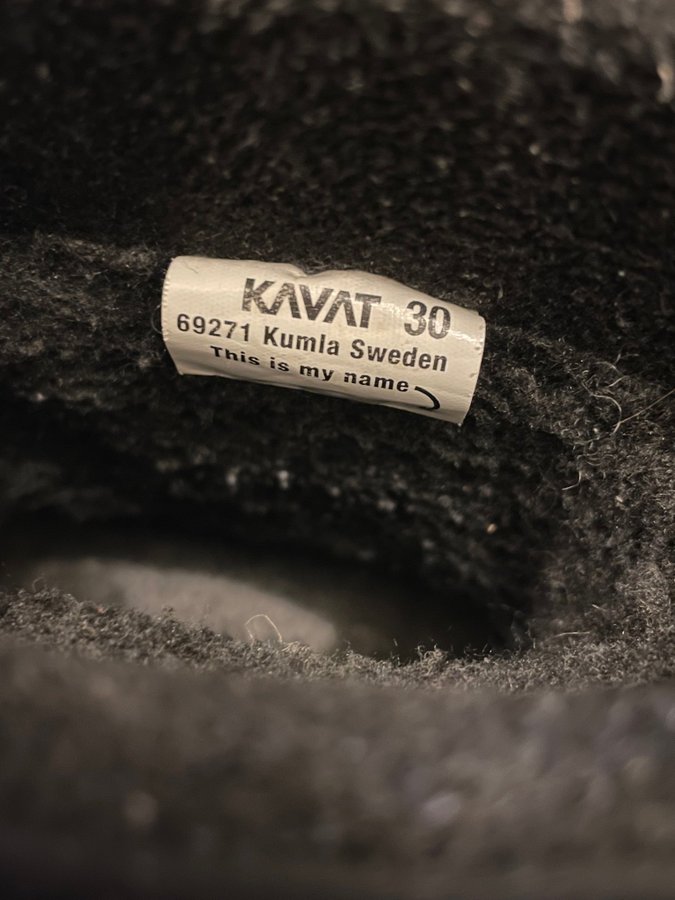 KAVAT 30
69271 Kumla Sweden
This is my name